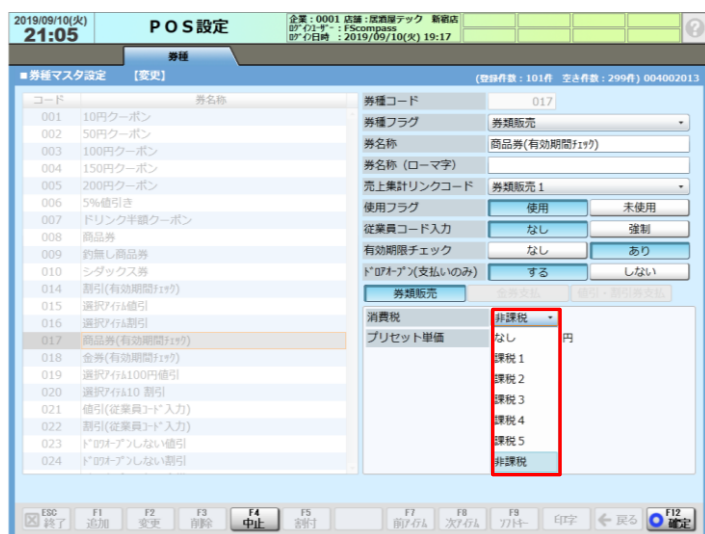 2019/09/10(火)
21:05
POS設定
企業：0001 店舗：居酒屋テック 新宿店
ﾛｸﾞｲﾝﾕｰｻﾞｰ：FScompass
ﾛｸﾞｲﾝ日時 ：2019/09/10(火) 19:17
?
券種
■券種マスタ設定 【変更】
(登録件数：101件 空き件数：299件) 004002013
コード 券名称
001 10円クーポン
002 50円クーポン
003 100円クーポン
004 150円クーポン
005 200円クーポン
006 5%値引き
007 ドリンク半額クーポン
008 商品券
009 釣無し商品券
010 シダックス券
014 割引(有効期間ﾁｪｯｸ)
015 選択ｱｲﾃﾑ値引
016 選択ｱｲﾃﾑ割引
017 商品券(有効期間ﾁｪｯｸ)
018 金券(有効期間ﾁｪｯｸ)
019 選択ｱｲﾃﾑ100円値引
020 選択ｱｲﾃﾑ10 割引
021 値引(従業員ｺｰﾄﾞ入力)
022 割引(従業員ｺｰﾄﾞ入力)
023 ﾄﾞﾛﾜｵｰﾌﾟﾝしない値引
024 ﾄﾞﾛﾜｵｰﾌﾟﾝしない割引
券種コード 017
券種フラグ 券類販売
券名称 商品券(有効期間ﾁｪｯｸ)
券名称（ローマ字）
売上集計リンクコード 券類販売１
使用フラグ 使用 未使用
従業員コード入力 なし 強制
有効期限チェック なし あり
ﾄﾞﾛｱｵｰﾌﾟﾝ(支払いのみ) する しない
券類販売 金券支払 値引・割引券支払
消費税 非課税
プリセット単価 円
なし
課税１
課税２
課税３
課税４
課税５
非課税
ESC 終了
F1 追加
F2 変更
F3 削除
F4 中止
F5 割付
F7 前ｱｲﾃﾑ
F8 次ｱｲﾃﾑ
F9 ﾌﾘﾄｷｰ
印字
戻る
F12 確定